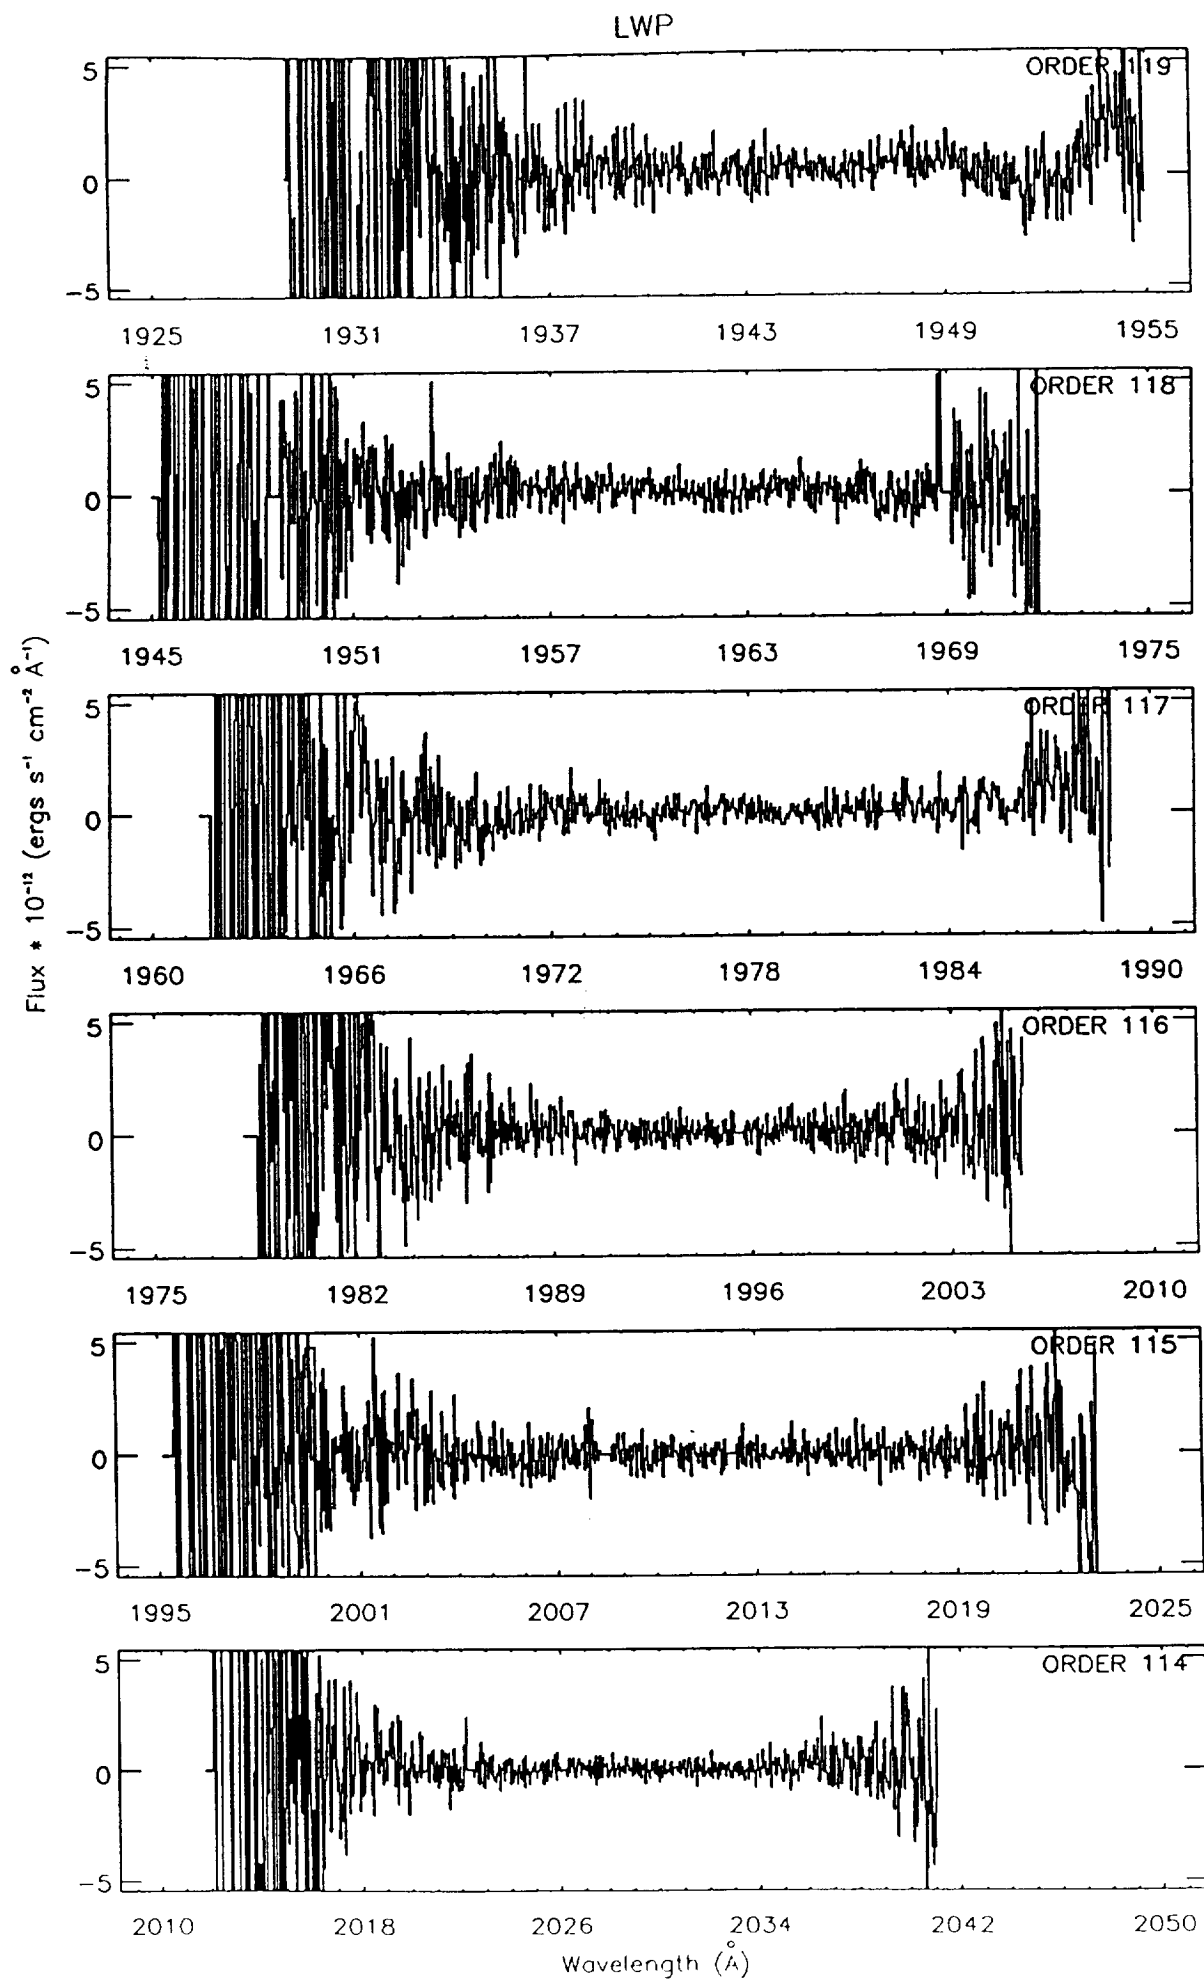 LWP
ORDER 119
5
0
−5
1925 1931 1937 1943 1949 1955
ORDER 118
5
0
−5
1945 1951 1957 1963 1969 1975
ORDER 117
5
0
−5
1960 1966 1972 1978 1984 1990
Flux * 10⁻¹² (ergs s⁻¹ cm⁻² Å⁻¹)
ORDER 116
5
0
−5
1975 1982 1989 1996 2003 2010
ORDER 115
5
0
−5
1995 2001 2007 2013 2019 2025
ORDER 114
5
0
−5
2010 2018 2026 2034 2042 2050
Wavelength (Å)